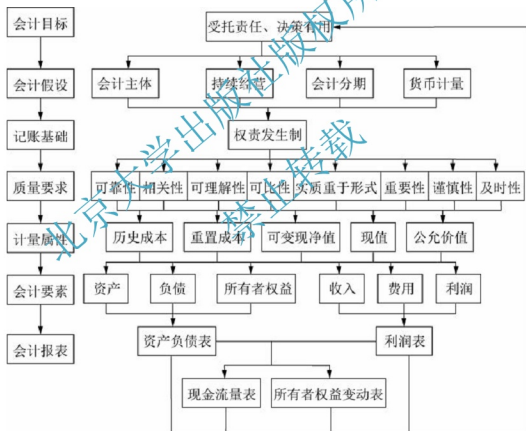 会计目标
受托责任、决策有用
会计假设
会计主体
持续经营
会计分期
货币计量
记账基础
权责发生制
质量要求
可靠性
相关性
可理解性
可比性
实质重于形式
重要性
谨慎性
及时性
计量属性
历史成本
重置成本
可变现净值
现值
公允价值
会计要素
资产
负债
所有者权益
收入
费用
利润
会计报表
资产负债表
利润表
现金流量表
所有者权益变动表
北京大学出版社版权所有
禁止转载